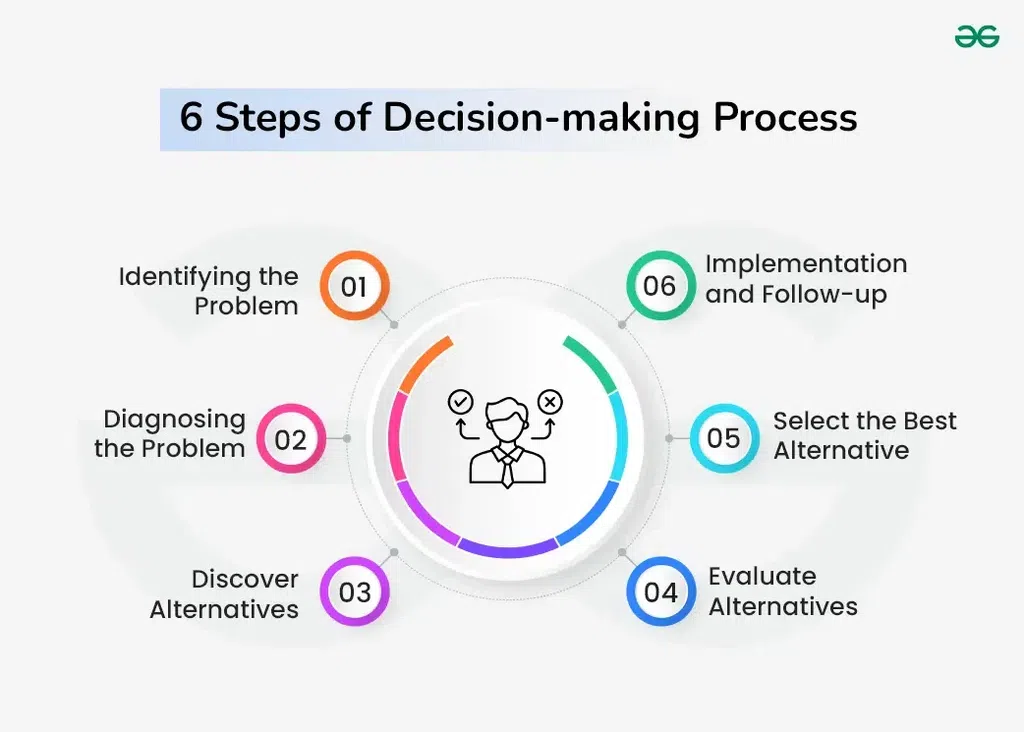 6 Steps of Decision-making Process
01
Identifying the
Problem
02
Diagnosing
the Problem
03
Discover
Alternatives
04
Evaluate
Alternatives
05
Select the Best
Alternative
06
Implementation
and Follow-up